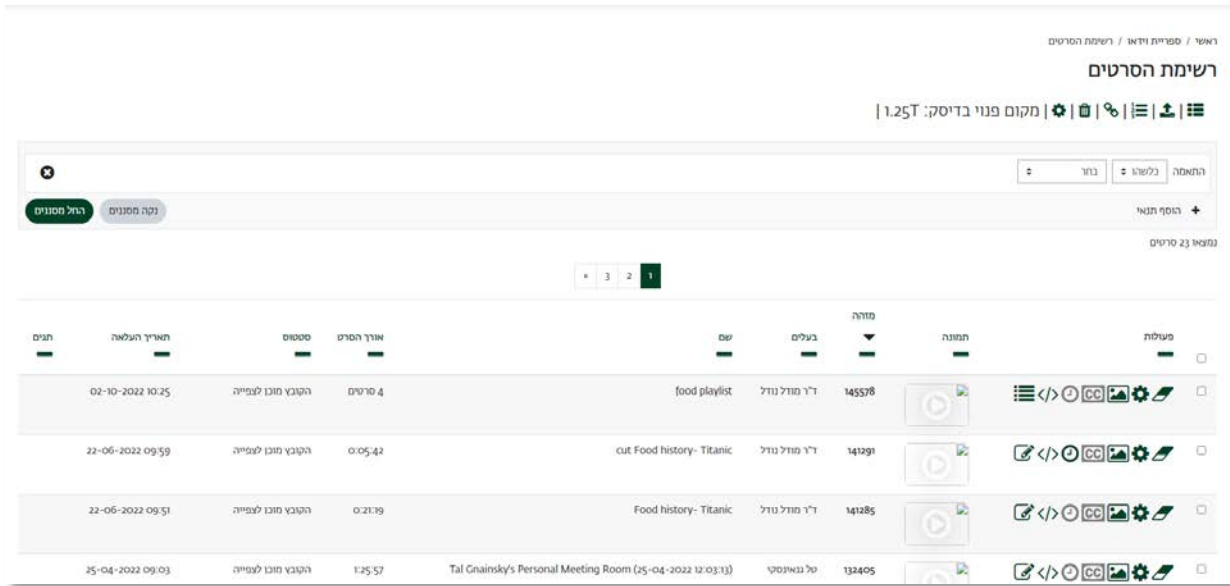 ראשי / ספריית וידאו / רשימת הסרטים
רשימת הסרטים
| | | | | | מקום פנוי בדיסק: 1.25T |
התאמה כלשהו בחר
+ הוסף תנאי נקה מסננים החל מסננים
נמצאו 23 סרטים
1 2 3 »
פעולות תמונה מזהה בעלים שם אורך הסרט סטטוס תאריך העלאה תגים
CC 145578 ד"ר מודל נודל food playlist 4 סרטים הקובץ מוכן לצפייה 02-10-2022 10:25
CC 141291 ד"ר מודל נודל cut Food history- Titanic 0:05:42 הקובץ מוכן לצפייה 22-06-2022 09:59
CC 141285 ד"ר מודל נודל Food history- Titanic 0:21:19 הקובץ מוכן לצפייה 22-06-2022 09:51
CC 132405 טל גנאינסקי Tal Gnainsky's Personal Meeting Room (25-04-2022 12:03:13) 1:25:57 הקובץ מוכן לצפייה 25-04-2022 09:03